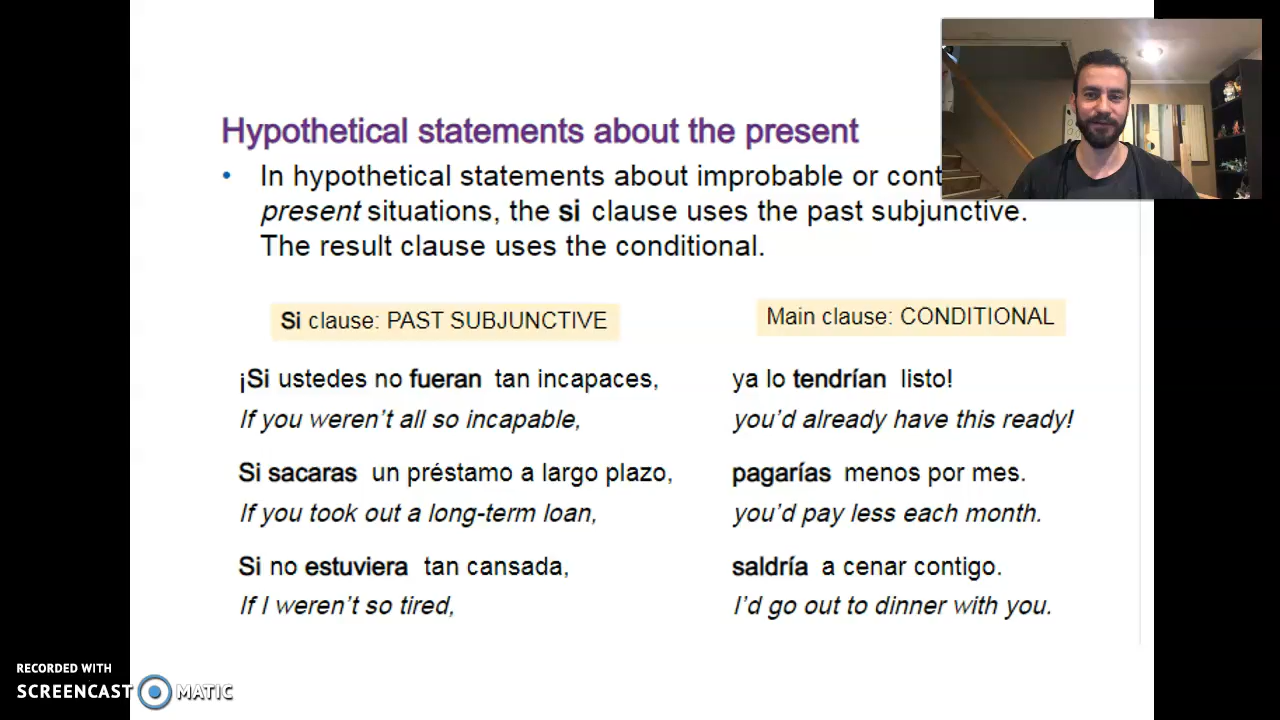 Hypothetical statements about the present
• In hypothetical statements about improbable or
present situations, the si clause uses the past subjunctive.
The result clause uses the conditional.
Si clause: PAST SUBJUNCTIVE
Main clause: CONDITIONAL
¡Si ustedes no fueran tan incapaces,
ya lo tendrían listo!
If you weren't all so incapable,
you'd already have this ready!
Si sacaras un préstamo a largo plazo,
pagarías menos por mes.
If you took out a long-term loan,
you'd pay less each month.
Si no estuviera tan cansada,
saldría a cenar contigo.
If I weren't so tired,
I'd go out to dinner with you.
RECORDED WITH
SCREENCAST MATIC